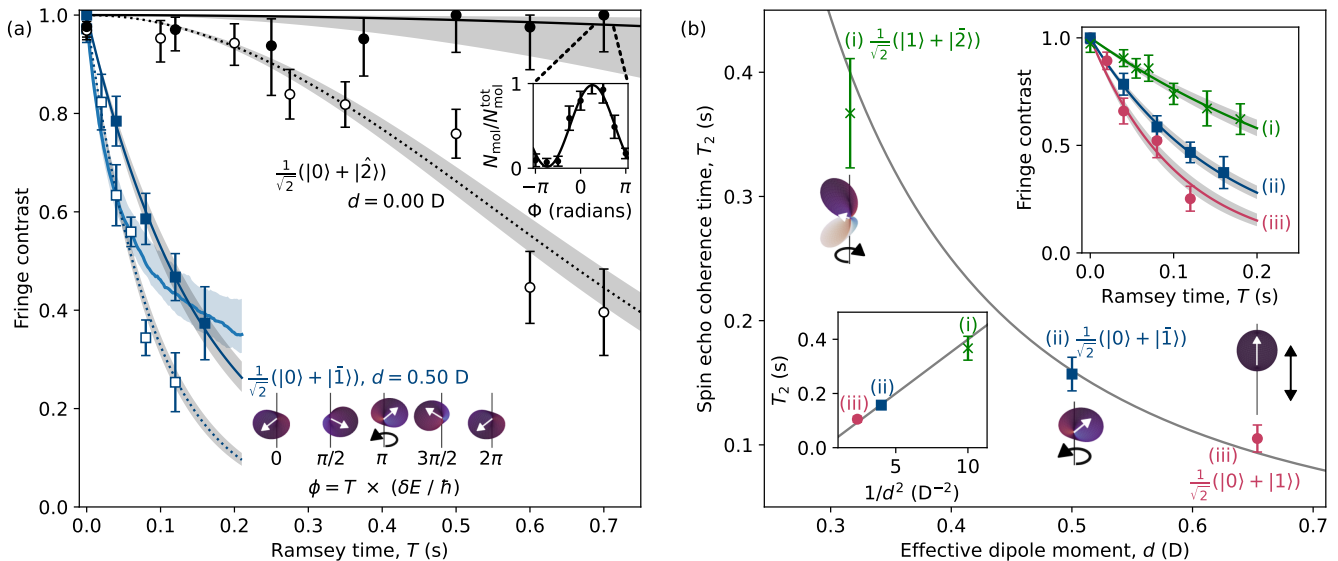 (a)
Fringe contrast
1.0
0.8
0.6
0.4
0.2
0.0
0.0 0.1 0.2 0.3 0.4 0.5 0.6 0.7
Ramsey time, T (s)
1/√2(|0⟩ + |2̂⟩)
d = 0.00 D
N_mol/N_mol^tot
1
0
−π 0 π
Φ (radians)
1/√2(|0⟩ + |1̄⟩), d = 0.50 D
0 π/2 π 3π/2 2π
ϕ = T × (δE / ħ)
(b)
Spin echo coherence time, T₂ (s)
0.4
0.3
0.2
0.1
0.3 0.4 0.5 0.6 0.7
Effective dipole moment, d (D)
(i) 1/√2(|1⟩ + |2̄⟩)
(ii) 1/√2(|0⟩ + |1̄⟩)
(iii)
1/√2(|0⟩ + |1⟩)
T₂ (s)
0.4
0.2
0.0
5 10
1/d² (D⁻²)
(i)
(ii)
(iii)
Fringe contrast
1.0
0.5
0.0
0.0 0.1 0.2
Ramsey time, T (s)
(i)
(ii)
(iii)